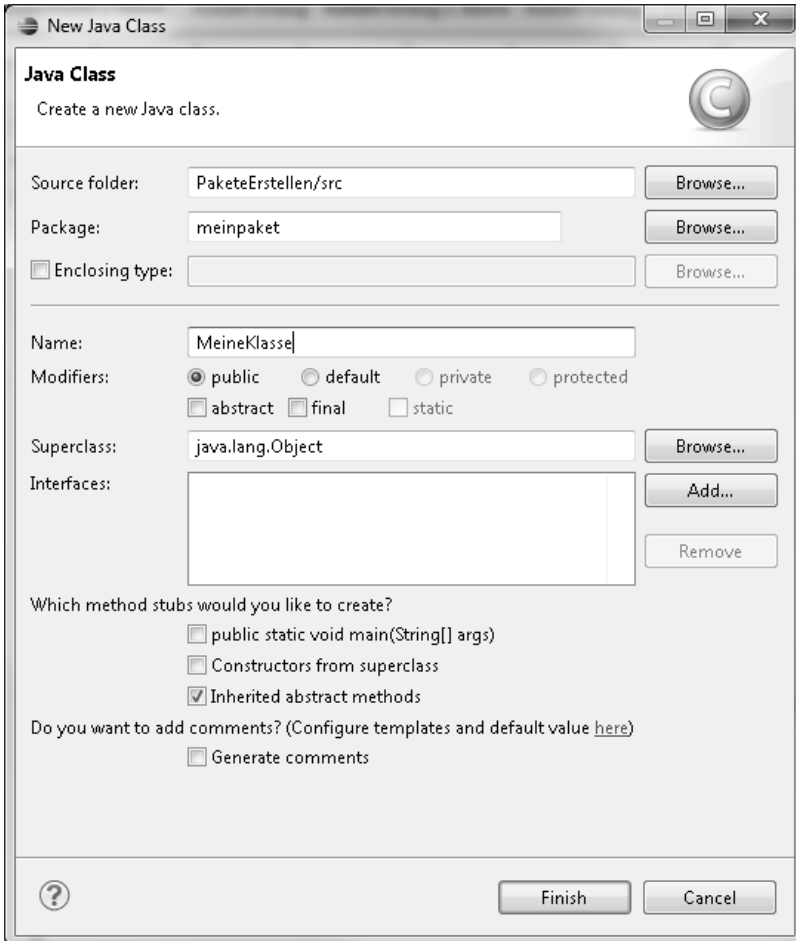 New Java Class
Java Class
Create a new Java class.
C
Source folder: PaketeErstellen/src Browse...
Package: meinpaket Browse...
Enclosing type: Browse...
Name: MeineKlasse
Modifiers: public default private protected
abstract final static
Superclass: java.lang.Object Browse...
Interfaces: Add...
Remove
Which method stubs would you like to create?
public static void main(String[] args)
Constructors from superclass
Inherited abstract methods
Do you want to add comments? (Configure templates and default value here)
Generate comments
? Finish Cancel